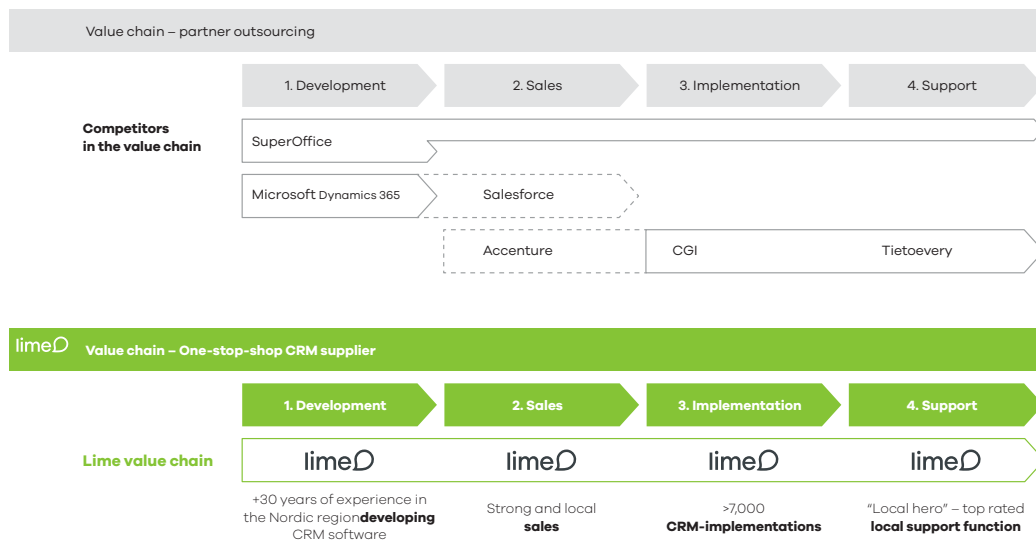 Value chain – partner outsourcing
1. Development
2. Sales
3. Implementation
4. Support
Competitors
in the value chain
SuperOffice
Microsoft Dynamics 365
Salesforce
Accenture
CGI
Tietoevery
lime
Value chain – One-stop-shop CRM supplier
1. Development
2. Sales
3. Implementation
4. Support
Lime value chain
lime
lime
lime
lime
+30 years of experience in
the Nordic regiondeveloping
CRM software
Strong and local
sales
>7,000
CRM-implementations
“Local hero” – top rated
local support function